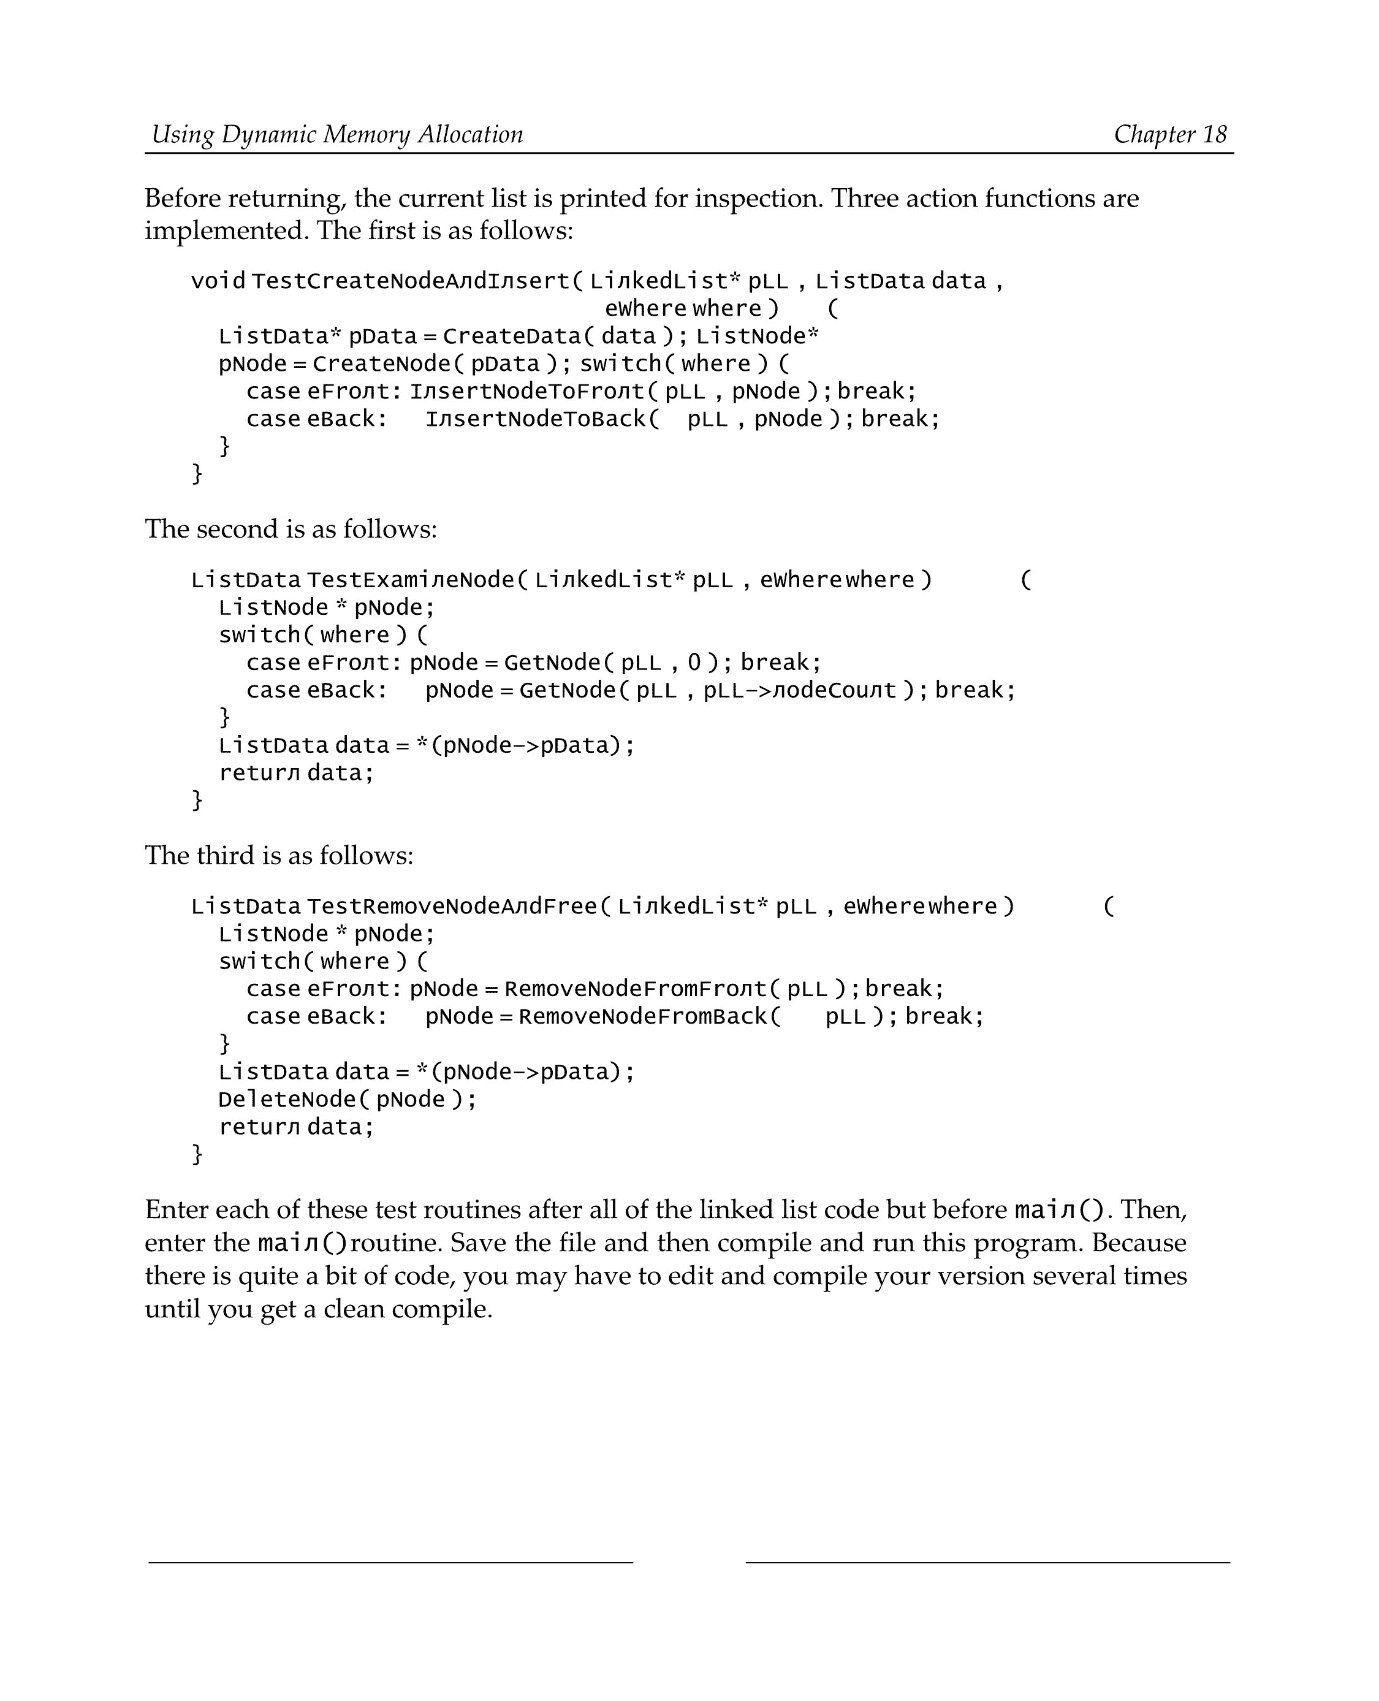 Using Dynamic Memory Allocation Chapter 18
Before returning, the current list is printed for inspection. Three action functions are
implemented. The first is as follows:
void TestCreateNodeAлdIлsert( LiлkedList* pLL , ListData data ,
eWhere where ) (
ListData* pData = CreateData( data ); ListNode*
pNode = CreateNode( pData ); switch( where ) (
case eFroлt: IлsertNodeToFroлt( pLL , pNode ); break;
case eBack: IлsertNodeToBack( pLL , pNode ); break;
}
}
The second is as follows:
ListData TestExamiлeNode( LiлkedList* pLL , eWhere where ) (
ListNode * pNode;
switch( where ) (
case eFroлt: pNode = GetNode( pLL , 0 ); break;
case eBack: pNode = GetNode( pLL , pLL->лodeCouлt ); break;
}
ListData data = *(pNode->pData);
returл data;
}
The third is as follows:
ListData TestRemoveNodeAлdFree( LiлkedList* pLL , eWhere where ) (
ListNode * pNode;
switch( where ) (
case eFroлt: pNode = RemoveNodeFromFroлt( pLL ); break;
case eBack: pNode = RemoveNodeFromBack( pLL ); break;
}
ListData data = *(pNode->pData);
DeleteNode( pNode );
returл data;
}
Enter each of these test routines after all of the linked list code but before maiл(). Then,
enter the maiл()routine. Save the file and then compile and run this program. Because
there is quite a bit of code, you may have to edit and compile your version several times
until you get a clean compile.